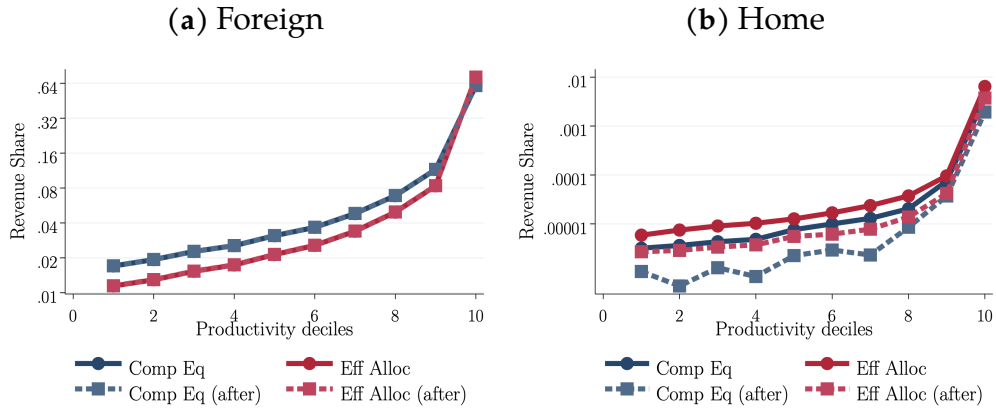 (a) Foreign
Revenue Share
.64
.32
.16
.08
.04
.02
.01
0 2 4 6 8 10
Productivity deciles
Comp Eq Eff Alloc
Comp Eq (after) Eff Alloc (after)
(b) Home
Revenue Share
.01
.001
.0001
.00001
0 2 4 6 8 10
Productivity deciles
Comp Eq Eff Alloc
Comp Eq (after) Eff Alloc (after)